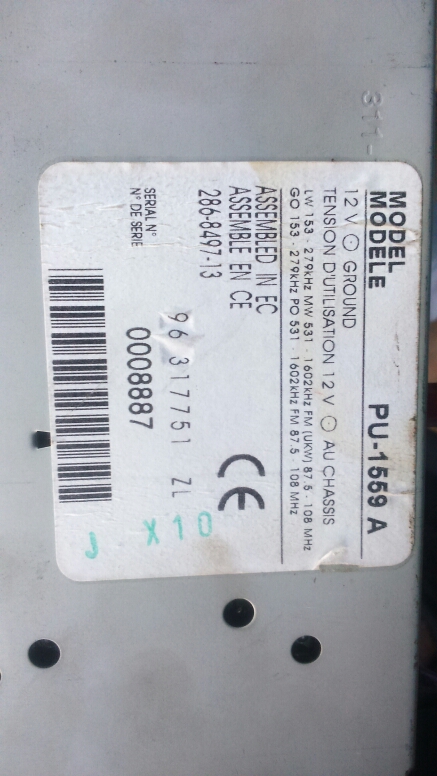 311-
MODEL
MODELE PU-1559 A
12 V ⊙ GROUND
TENSION D'UTILISATION 12 V ⊙ AU CHASSIS
LW 153 - 279kHz MW 531 - 1602kHz FM (UKW) 87.5 - 108 MHz
GO 153 - 279kHz PO 531 - 1602kHz FM 87.5 - 108 MHz
ASSEMBLED IN EC
ASSEMBLE EN CE
286-8497-13
CE
96 317751 ZL
SERIAL N°
N° DE SERIE
0008887
J X10